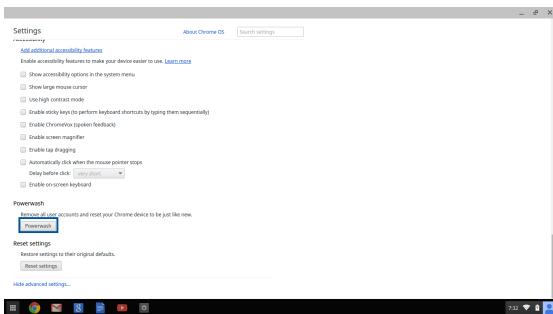 Settings
About Chrome OS
Search settings
Accessibility
Add additional accessibility features
Enable accessibility features to make your device easier to use. Learn more
Show accessibility options in the system menu
Show large mouse cursor
Use high contrast mode
Enable sticky keys (to perform keyboard shortcuts by typing them sequentially)
Enable ChromeVox (spoken feedback)
Enable screen magnifier
Enable tap dragging
Automatically click when the mouse pointer stops
Delay before click: very short
Enable on-screen keyboard
Powerwash
Remove all user accounts and reset your Chrome device to be just like new.
Powerwash
Reset settings
Restore settings to their original defaults.
Reset settings
Hide advanced settings...
7:32